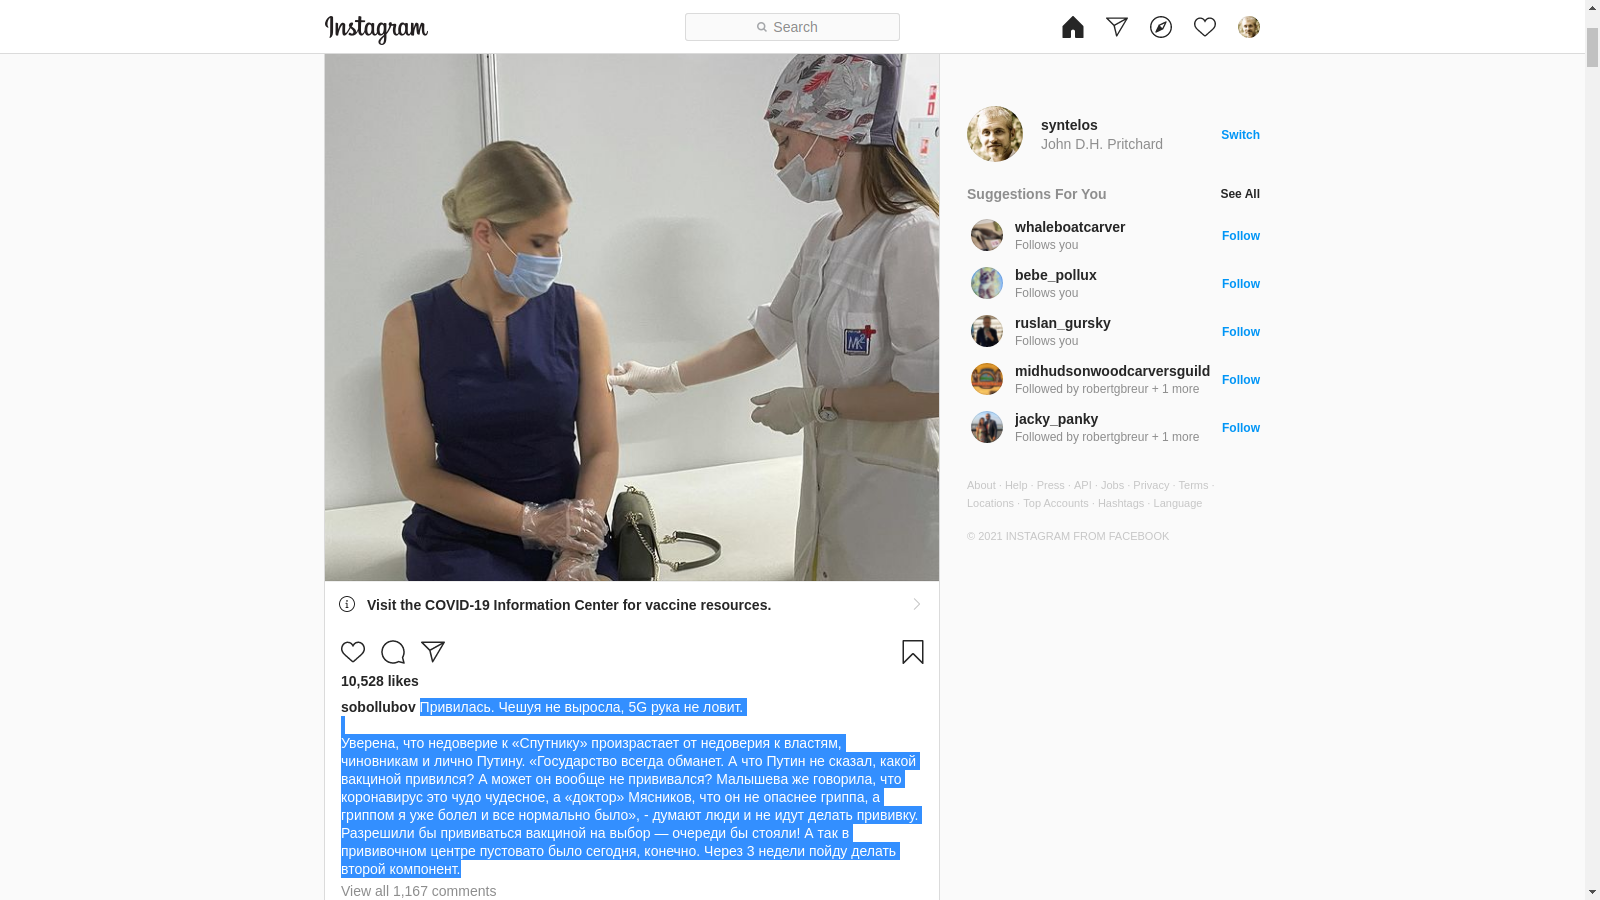 Instagram
Search
MK2
syntelos
John D.H. Pritchard
Switch
Suggestions For You
See All
whaleboatcarver
Follows you
Follow
bebe_pollux
Follows you
Follow
ruslan_gursky
Follows you
Follow
midhudsonwoodcarversguild
Followed by robertgbreur + 1 more
Follow
jacky_panky
Followed by robertgbreur + 1 more
Follow
About · Help · Press · API · Jobs · Privacy · Terms ·
Locations · Top Accounts · Hashtags · Language
© 2021 INSTAGRAM FROM FACEBOOK
Visit the COVID-19 Information Center for vaccine resources.
10,528 likes
sobollubov Привилась. Чешуя не выросла, 5G рука не ловит.
Уверена, что недоверие к «Спутнику» произрастает от недоверия к властям,
чиновникам и лично Путину. «Государство всегда обманет. А что Путин не сказал, какой
вакциной привился? А может он вообще не прививался? Малышева же говорила, что
коронавирус это чудо чудесное, а «доктор» Мясников, что он не опаснее гриппа, а
гриппом я уже болел и все нормально было», - думают люди и не идут делать прививку.
Разрешили бы прививаться вакциной на выбор — очереди бы стояли! А так в
прививочном центре пустовато было сегодня, конечно. Через 3 недели пойду делать
второй компонент.
View all 1,167 comments